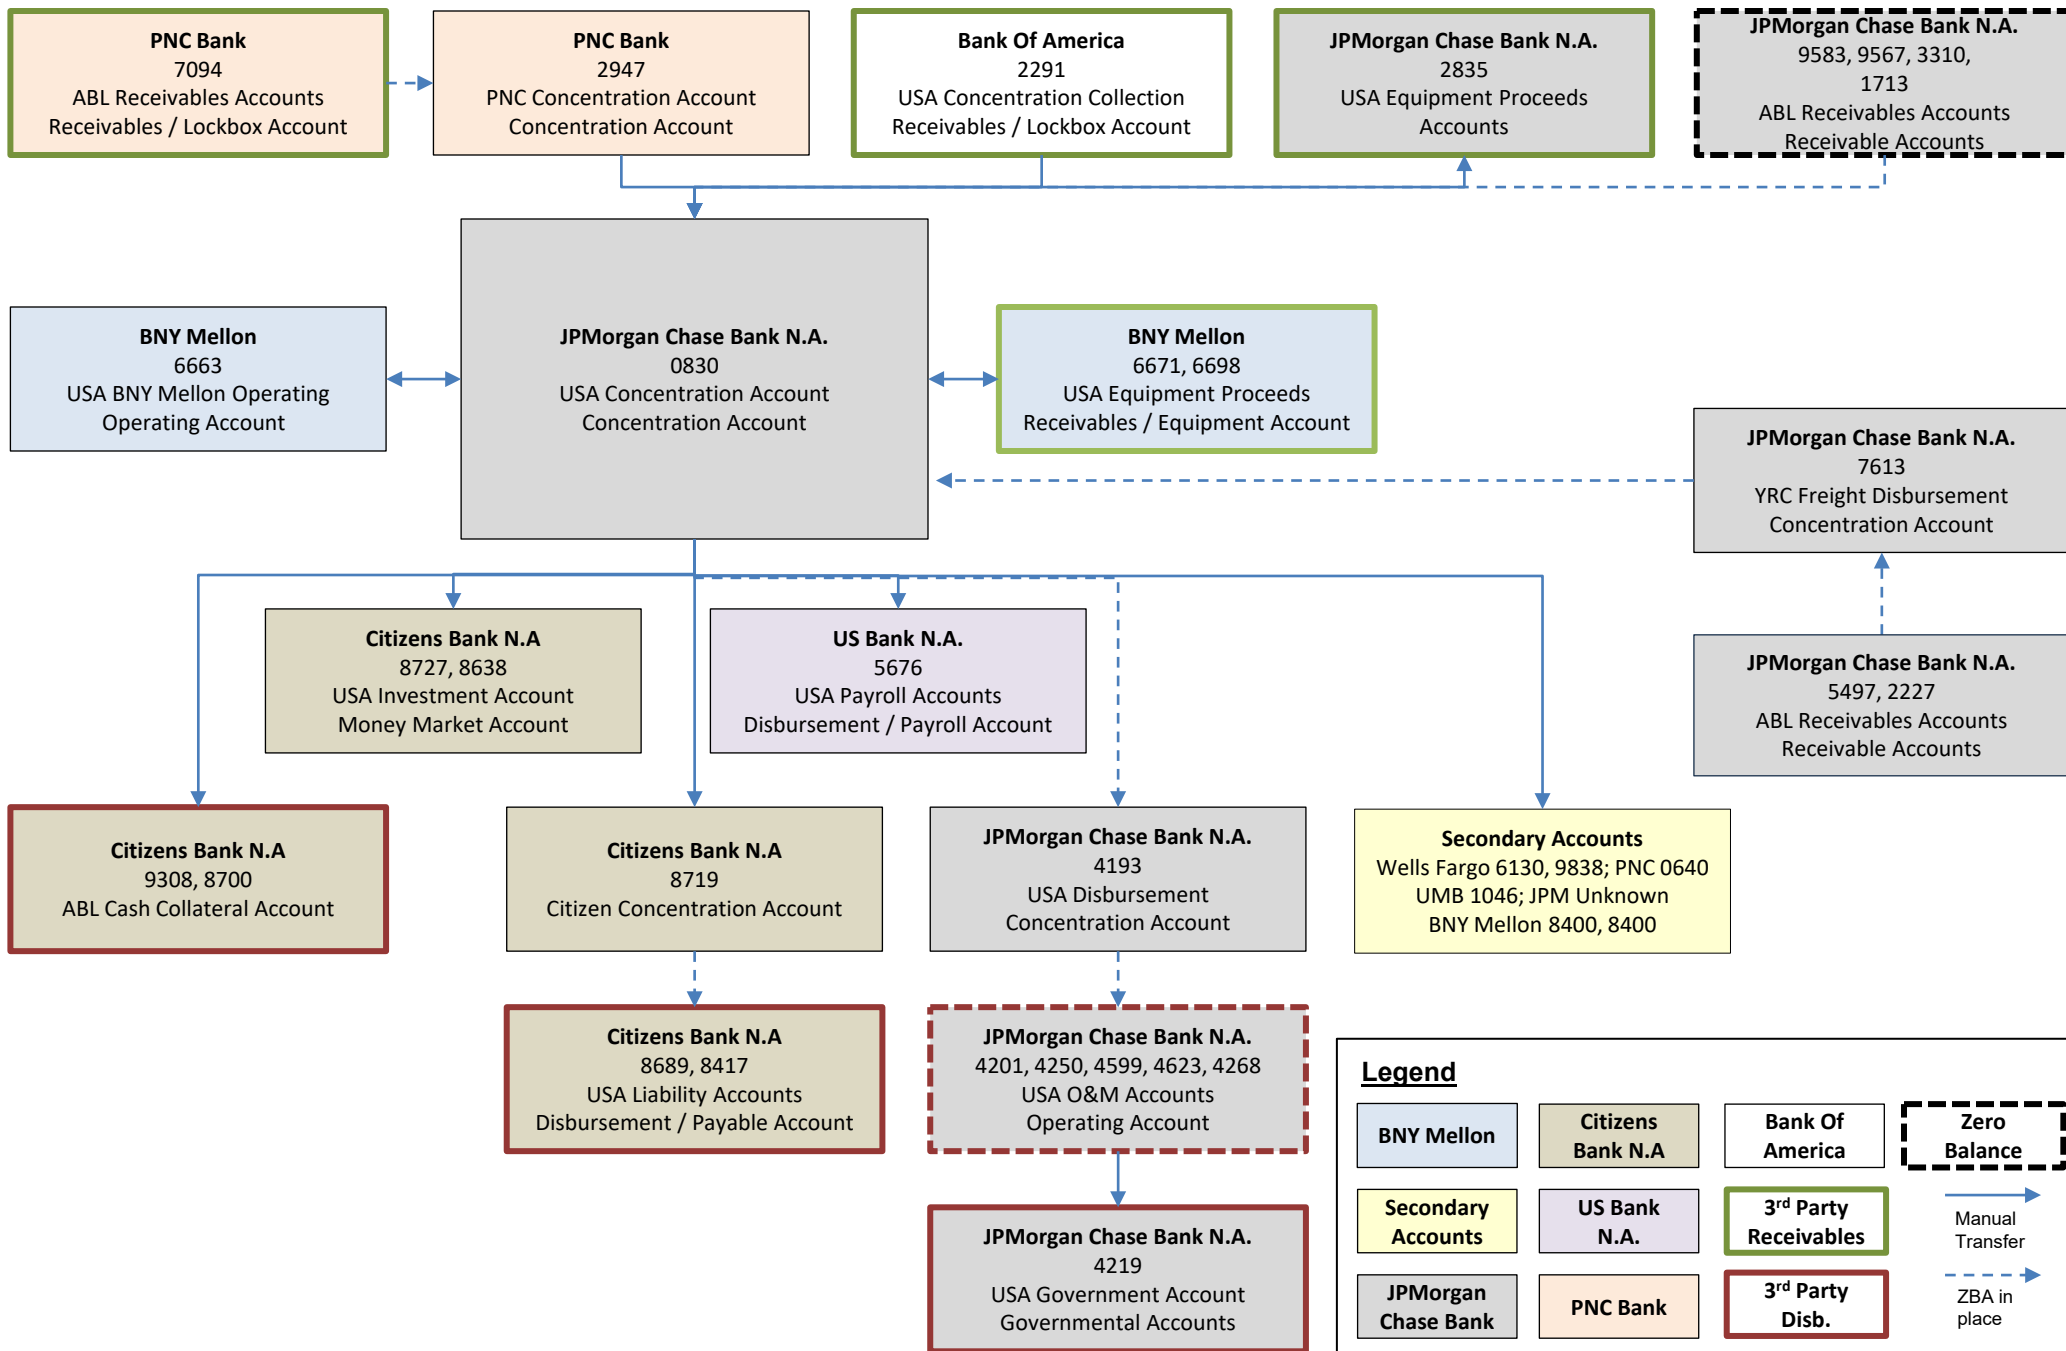 PNC Bank
7094
ABL Receivables Accounts
Receivables / Lockbox Account
PNC Bank
2947
PNC Concentration Account
Concentration Account
Bank Of America
2291
USA Concentration Collection
Receivables / Lockbox Account
JPMorgan Chase Bank N.A.
2835
USA Equipment Proceeds
Accounts
JPMorgan Chase Bank N.A.
9583, 9567, 3310,
1713
ABL Receivables Accounts
Receivable Accounts
BNY Mellon
6663
USA BNY Mellon Operating
Operating Account
JPMorgan Chase Bank N.A.
0830
USA Concentration Account
Concentration Account
BNY Mellon
6671, 6698
USA Equipment Proceeds
Receivables / Equipment Account
JPMorgan Chase Bank N.A.
7613
YRC Freight Disbursement
Concentration Account
Citizens Bank N.A
8727, 8638
USA Investment Account
Money Market Account
US Bank N.A.
5676
USA Payroll Accounts
Disbursement / Payroll Account
JPMorgan Chase Bank N.A.
5497, 2227
ABL Receivables Accounts
Receivable Accounts
Citizens Bank N.A
9308, 8700
ABL Cash Collateral Account
Citizens Bank N.A
8719
Citizen Concentration Account
JPMorgan Chase Bank N.A.
4193
USA Disbursement
Concentration Account
Secondary Accounts
Wells Fargo 6130, 9838; PNC 0640
UMB 1046; JPM Unknown
BNY Mellon 8400, 8400
Citizens Bank N.A
8689, 8417
USA Liability Accounts
Disbursement / Payable Account
JPMorgan Chase Bank N.A.
4201, 4250, 4599, 4623, 4268
USA O&M Accounts
Operating Account
JPMorgan Chase Bank N.A.
4219
USA Government Account
Governmental Accounts
Legend
BNY Mellon
Citizens
Bank N.A
Bank Of
America
Zero
Balance
Secondary
Accounts
US Bank
N.A.
3rd Party
Receivables
Manual
Transfer
JPMorgan
Chase Bank
PNC Bank
3rd Party
Disb.
ZBA in
place